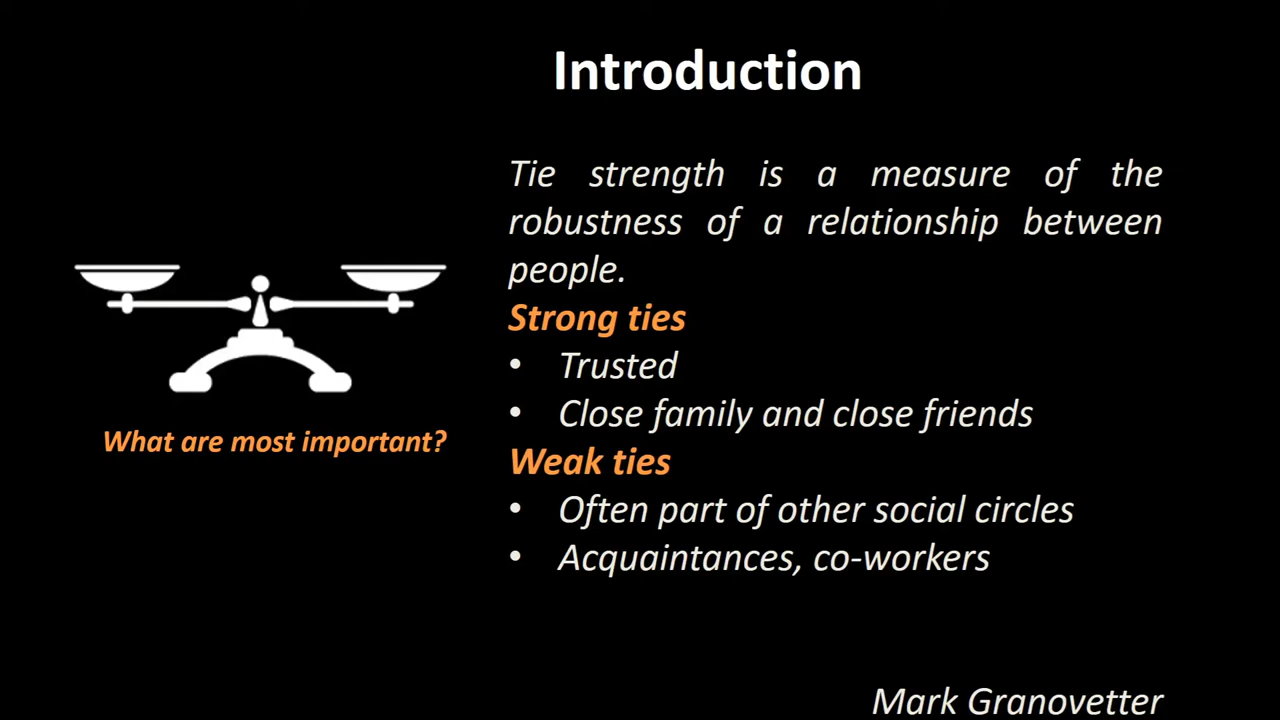 Introduction
Tie strength is a measure of the
robustness of a relationship between
people.
Strong ties
• Trusted
• Close family and close friends
Weak ties
• Often part of other social circles
• Acquaintances, co-workers
What are most important?
Mark Granovetter